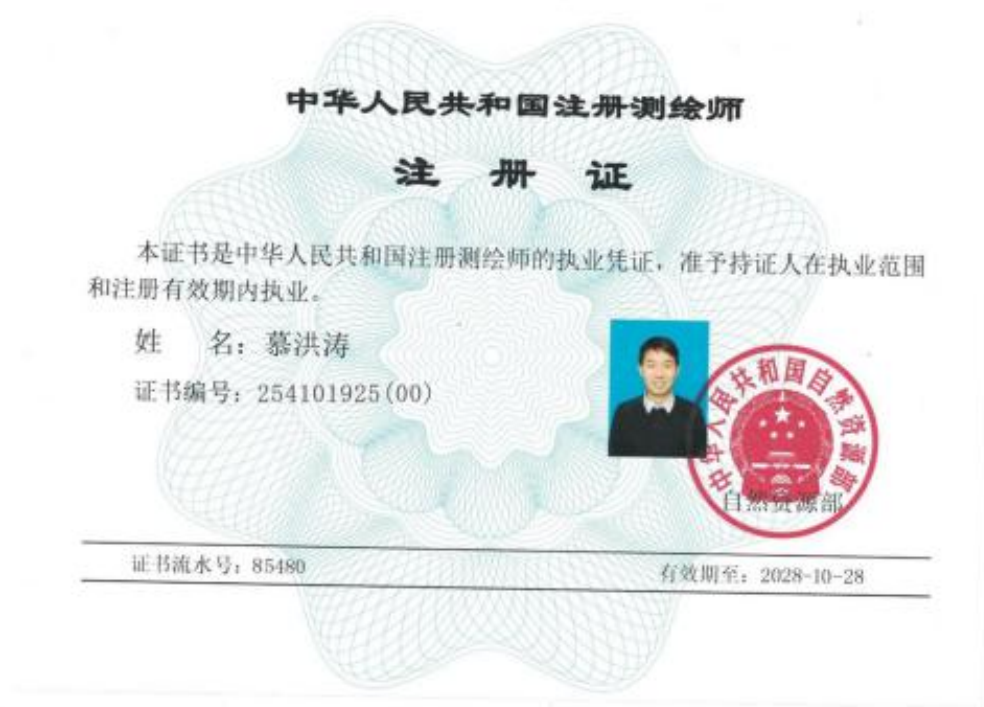 中华人民共和国注册测绘师
注 册 证
本证书是中华人民共和国注册测绘师的执业凭证，准予持证人在执业范围
和注册有效期内执业。
姓 名：慕洪涛
证书编号：254101925(00)
中华人民共和国自然资源部
自然资源部
证书流水号：85480
有效期至：2028-10-28